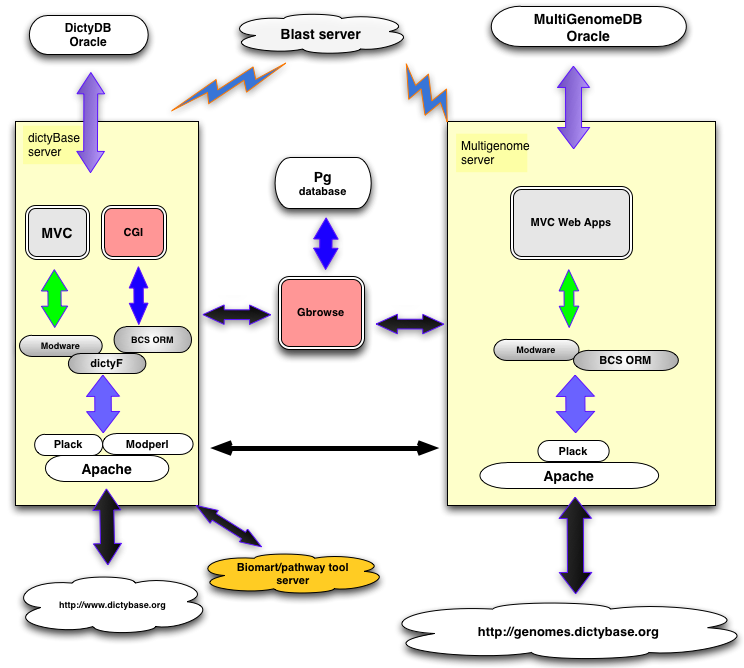 DictyDB
Oracle
Blast server
MultiGenomeDB
Oracle
dictyBase
server
Multigenome
server
Pg
database
MVC
CGI
MVC Web Apps
Gbrowse
Modware
BCS ORM
dictyF
Modware
BCS ORM
Plack
Modperl
Apache
Plack
Apache
Biomart/pathway tool
server
http://www.dictybase.org
http://genomes.dictybase.org